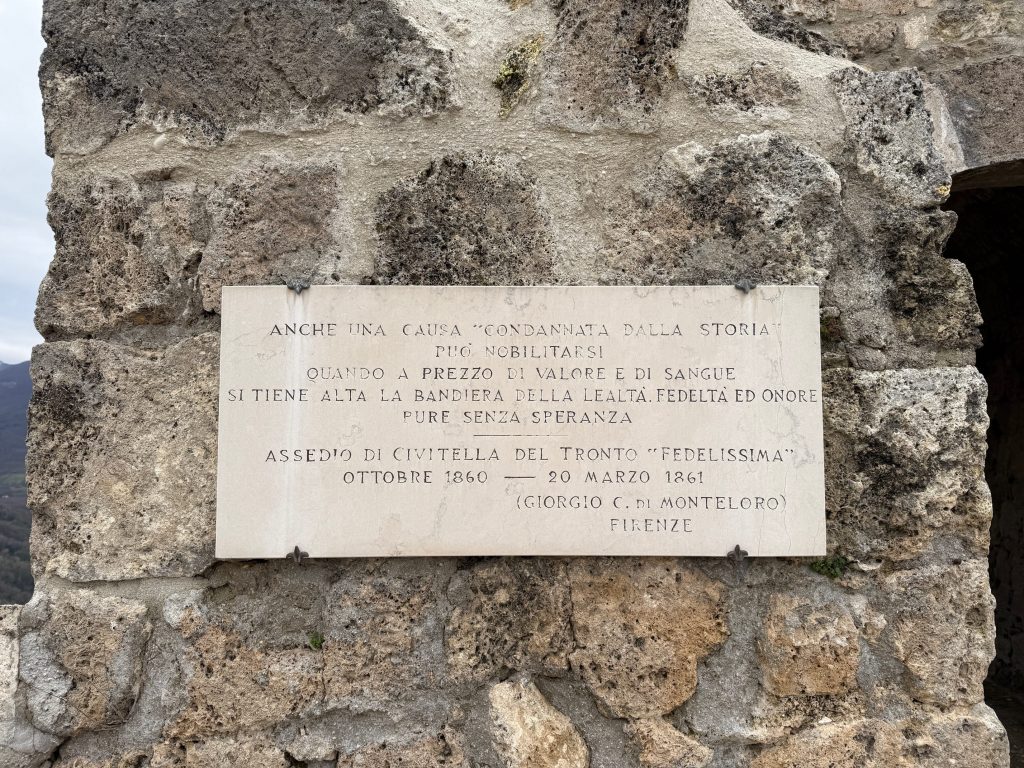 ANCHE UNA CAUSA "CONDANNATA DALLA STORIA"
PUÒ NOBILITARSI
QUANDO A PREZZO DI VALORE E DI SANGUE
SI TIENE ALTA LA BANDIERA DELLA LEALTÀ. FEDELTÀ ED ONORE
PURE SENZA SPERANZA
ASSEDIO DI CIVITELLA DEL TRONTO "FEDELISSIMA"
OTTOBRE 1860 — 20 MARZO 1861
(GIORGIO C. DI MONTELORO)
FIRENZE